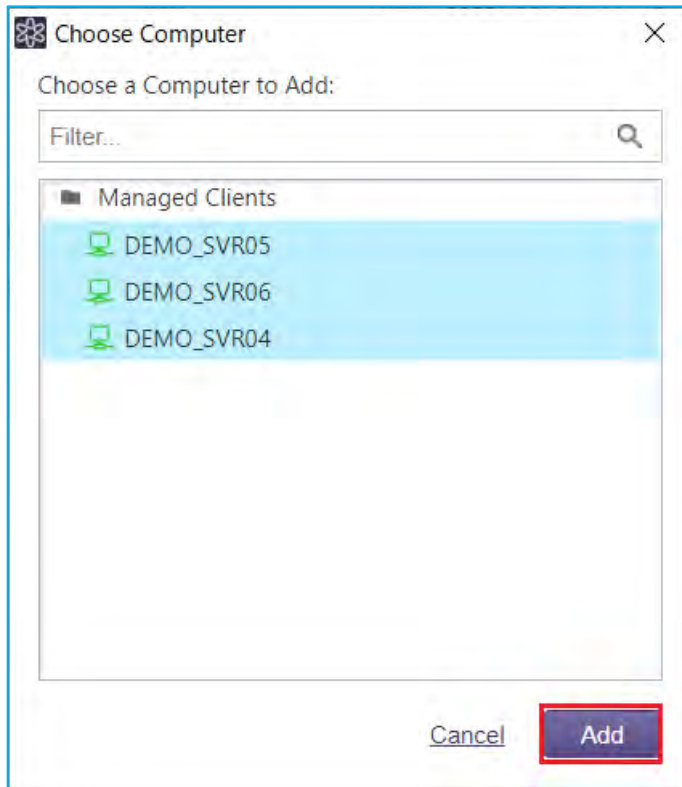 Choose Computer
Choose a Computer to Add:
Filter...
Managed Clients
DEMO_SVR05
DEMO_SVR06
DEMO_SVR04
Cancel
Add